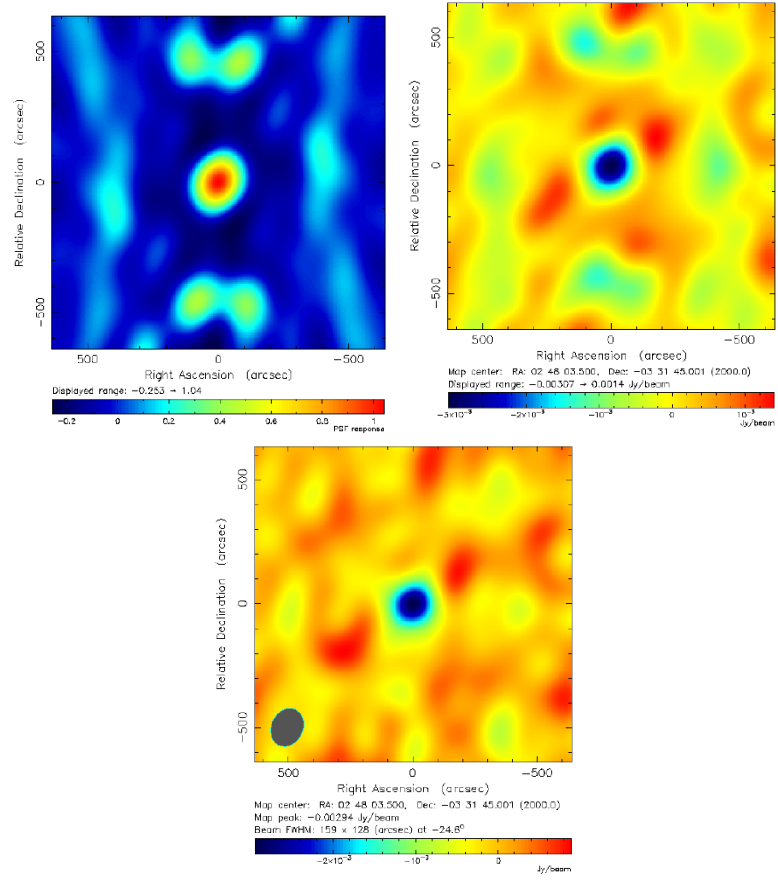 Relative Declination (arcsec)
500
0
-500
500
0
-500
Right Ascension (arcsec)
Displayed range: -0.253 → 1.04
-0.2
0
0.2
0.4
0.6
0.8
1
PSF response
Relative Declination (arcsec)
500
0
-500
500
0
-500
Right Ascension (arcsec)
Map center: RA: 02 48 03.500, Dec: -03 31 45.001 (2000.0)
Displayed range: -0.00307 → 0.0014 Jy/beam
-3×10⁻³
-2×10⁻³
-10⁻³
0
10⁻³
Jy/beam
Relative Declination (arcsec)
500
0
-500
500
0
-500
Right Ascension (arcsec)
Map center: RA: 02 48 03.500, Dec: -03 31 45.001 (2000.0)
Map peak: -0.00294 Jy/beam
Beam FWHM: 159 x 128 (arcsec) at -24.6°
-2×10⁻³
-10⁻³
0
Jy/beam